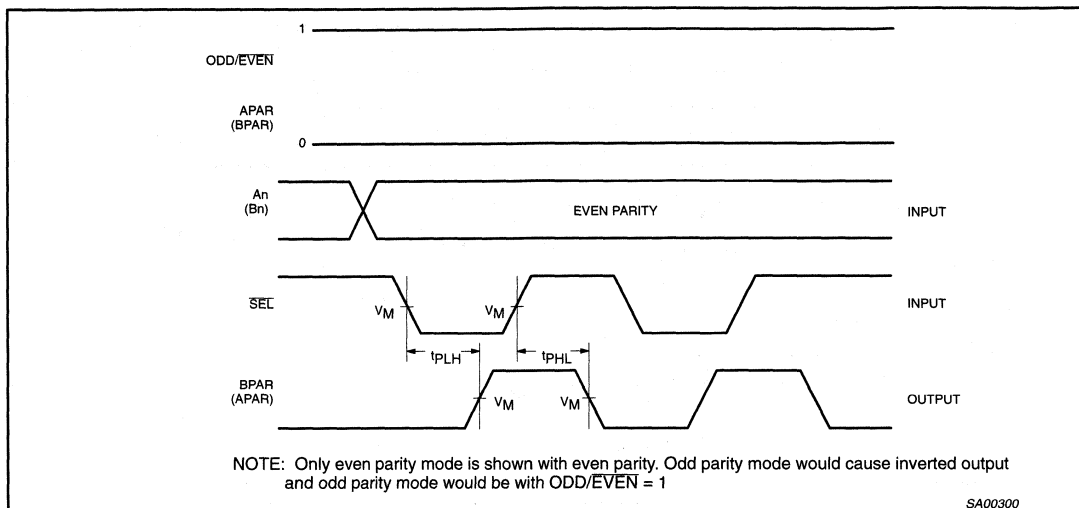 1
ODD/EVEN
APAR
(BPAR)
0
An
(Bn)
EVEN PARITY
INPUT
SEL
VM
VM
INPUT
tPLH
tPHL
BPAR
(APAR)
VM
VM
OUTPUT
NOTE: Only even parity mode is shown with even parity. Odd parity mode would cause inverted output
and odd parity mode would be with ODD/EVEN = 1
SA00300